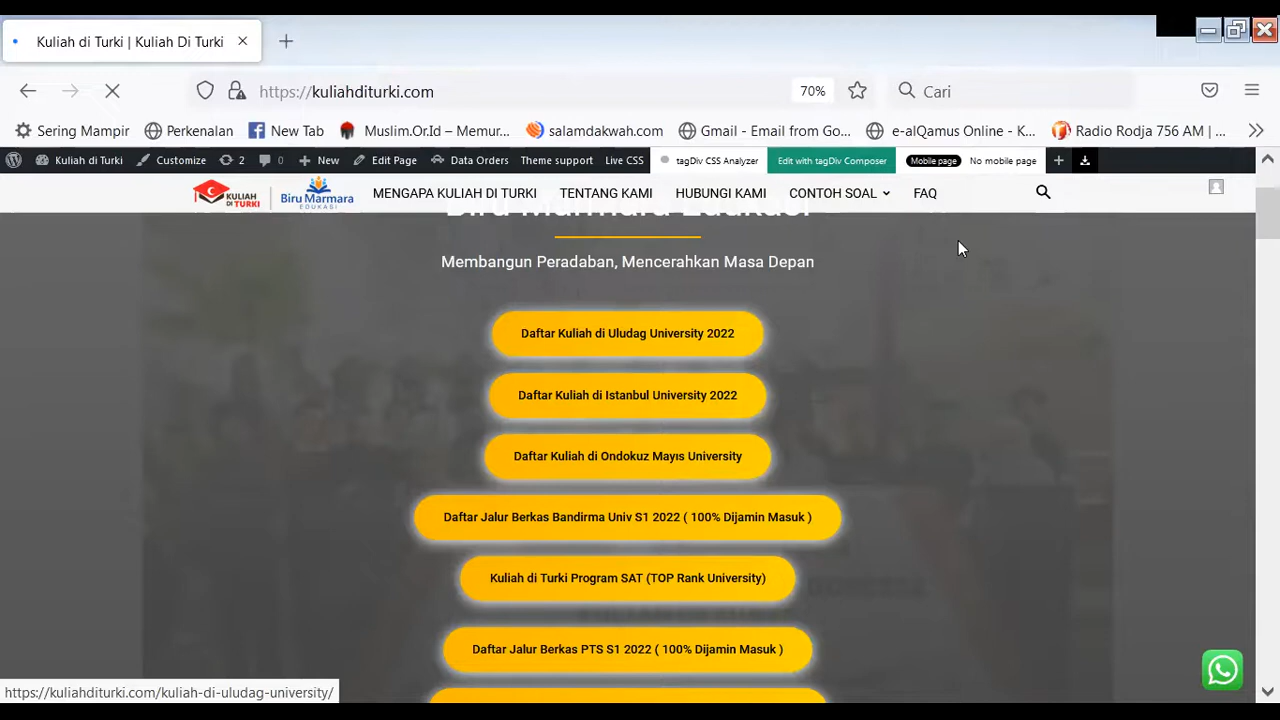 Kuliah di Turki | Kuliah Di Turki
https://kuliahditurki.com
70%
Cari
Sering Mampir
Perkenalan
New Tab
Muslim.Or.Id – Memur...
salamdakwah.com
Gmail - Email from Go...
e-alQamus Online - K...
Radio Rodja 756 AM | ...
Kuliah di Turki
Customize
2
0
New
Edit Page
Data Orders
Theme support
Live CSS
tagDiv CSS Analyzer
Edit with tagDiv Composer
Mobile page
No mobile page
KULIAH DI TURKI
Biru Marmara EDUKASI
MENGAPA KULIAH DI TURKI
TENTANG KAMI
HUBUNGI KAMI
CONTOH SOAL
FAQ
Biru Marmara Edukasi
Membangun Peradaban, Mencerahkan Masa Depan
Daftar Kuliah di Uludag University 2022
Daftar Kuliah di Istanbul University 2022
Daftar Kuliah di Ondokuz Mayıs University
Daftar Jalur Berkas Bandirma Univ S1 2022 ( 100% Dijamin Masuk )
Kuliah di Turki Program SAT (TOP Rank University)
Daftar Jalur Berkas PTS S1 2022 ( 100% Dijamin Masuk )
https://kuliahditurki.com/kuliah-di-uludag-university/